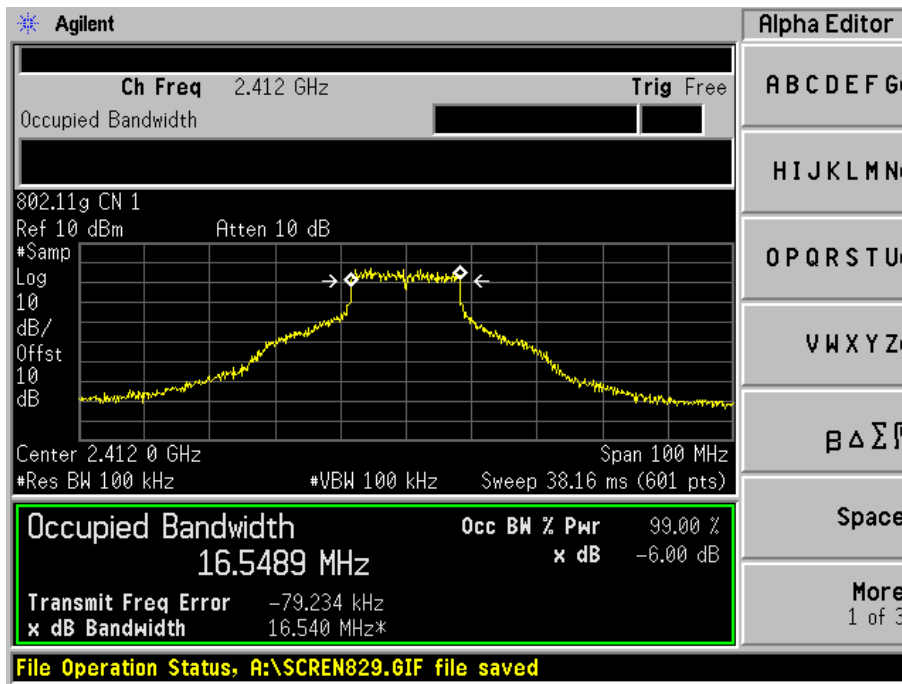 Agilent
Alpha Editor
Ch Freq 2.412 GHz
Trig Free
Occupied Bandwidth
802.11g CN 1
Ref 10 dBm Atten 10 dB
#Samp
Log
10
dB/
Offst
10
dB
Center 2.412 0 GHz Span 100 MHz
#Res BW 100 kHz #VBW 100 kHz Sweep 38.16 ms (601 pts)
Occupied Bandwidth
16.5489 MHz
Occ BW % Pwr 99.00 %
x dB -6.00 dB
Transmit Freq Error -79.234 kHz
x dB Bandwidth 16.540 MHz*
File Operation Status, A:\SCREN829.GIF file saved
A B C D E F G
H I J K L M N
O P Q R S T U
V W X Y Z
β Δ Σ
Space
More
1 of 3